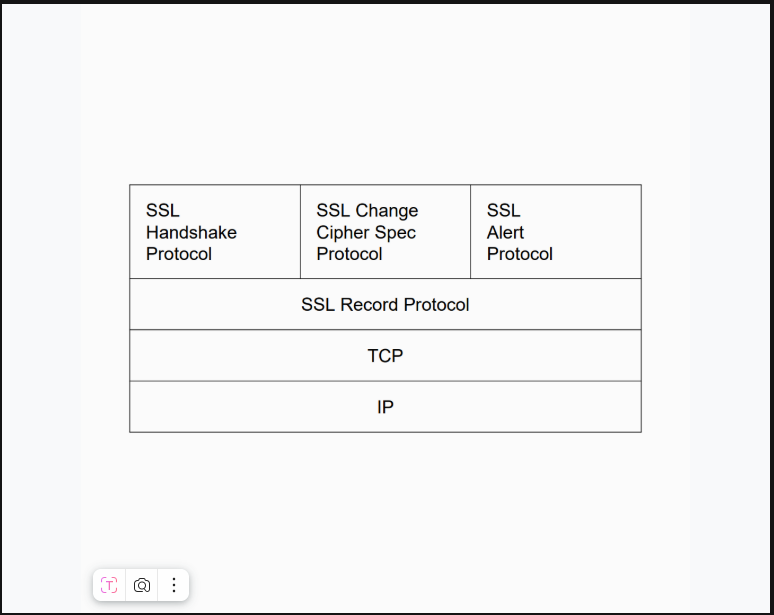 SSL
Handshake
Protocol
SSL Change
Cipher Spec
Protocol
SSL
Alert
Protocol
SSL Record Protocol
TCP
IP
T